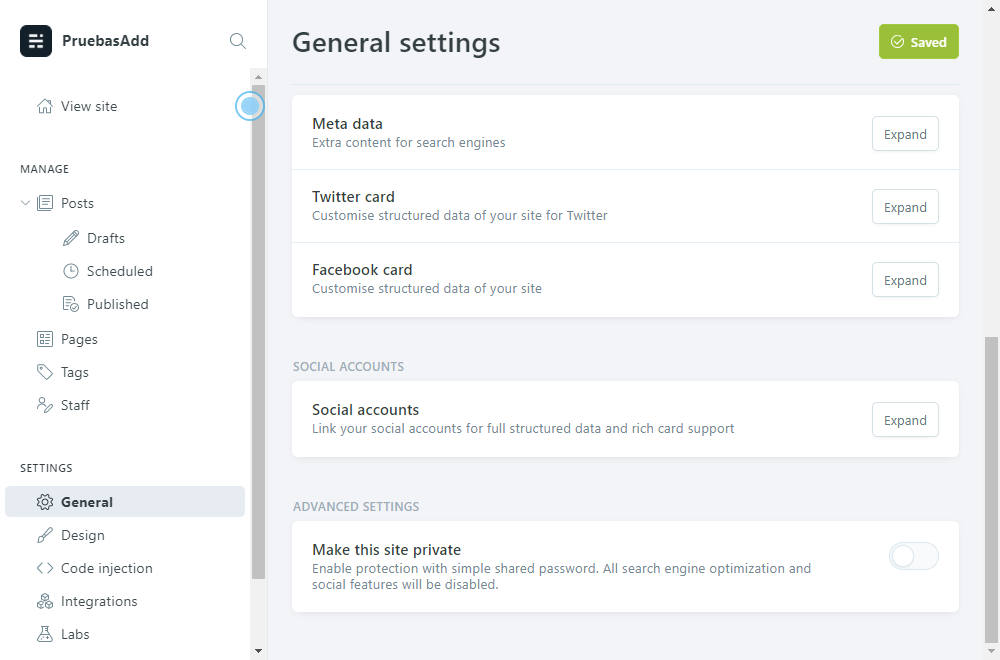 PruebasAdd
View site
MANAGE
Posts
Drafts
Scheduled
Published
Pages
Tags
Staff
SETTINGS
General
Design
Code injection
Integrations
Labs
General settings
Saved
Meta data
Extra content for search engines
Expand
Twitter card
Customise structured data of your site for Twitter
Expand
Facebook card
Customise structured data of your site
Expand
SOCIAL ACCOUNTS
Social accounts
Link your social accounts for full structured data and rich card support
Expand
ADVANCED SETTINGS
Make this site private
Enable protection with simple shared password. All search engine optimization and
social features will be disabled.